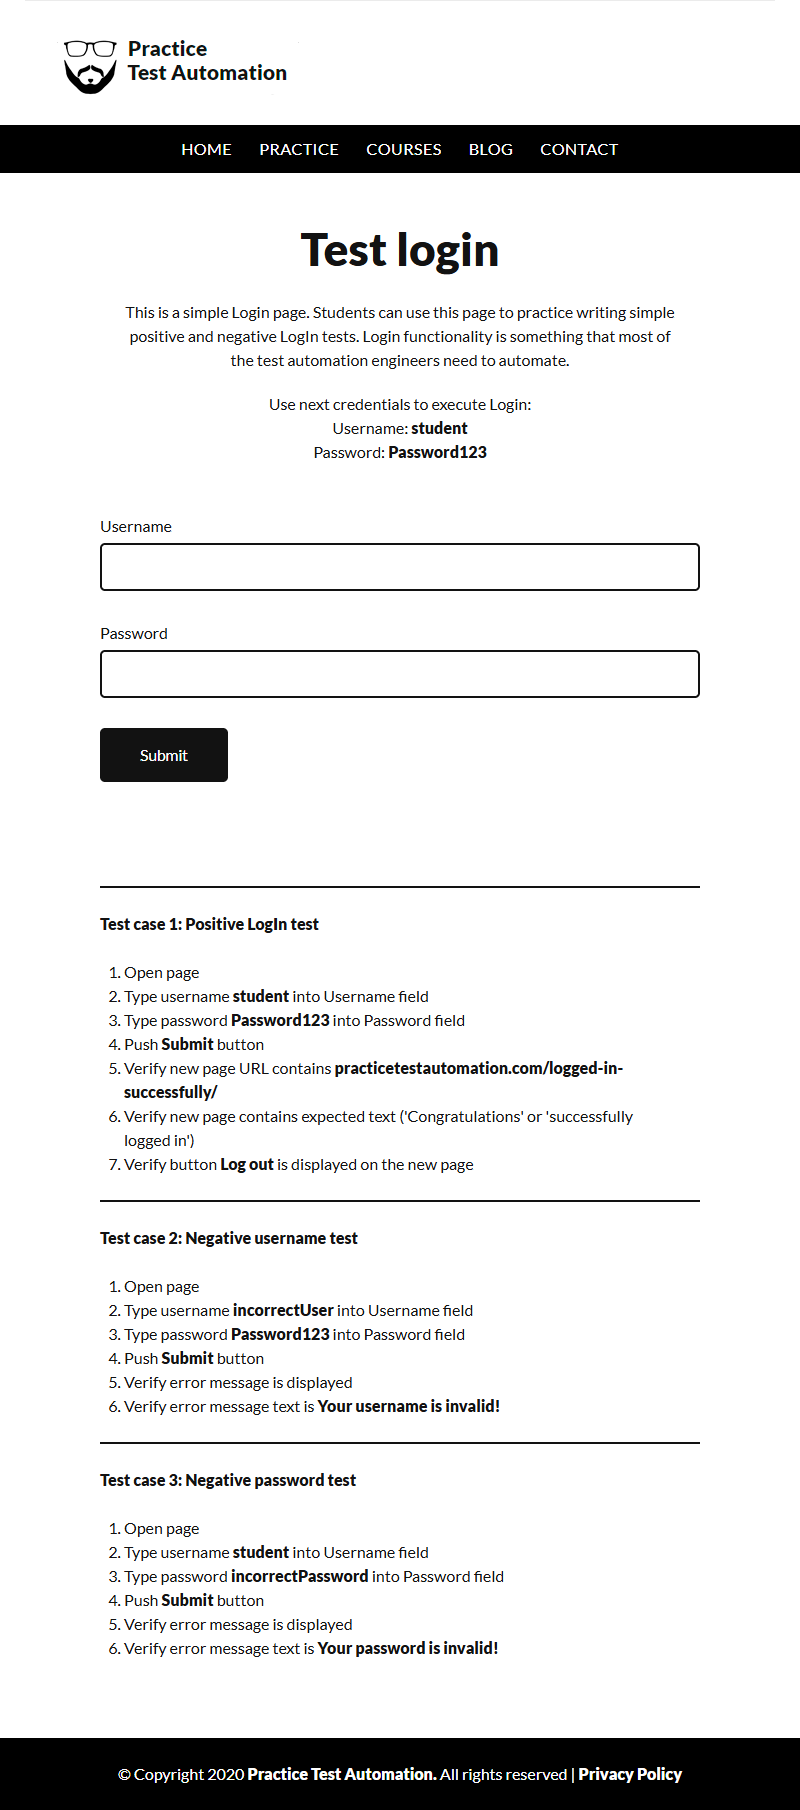 Practice
Test Automation
HOME PRACTICE COURSES BLOG CONTACT
Test login
This is a simple Login page. Students can use this page to practice writing simple
positive and negative LogIn tests. Login functionality is something that most of
the test automation engineers need to automate.
Use next credentials to execute Login:
Username: student
Password: Password123
Username
Password
Submit
Test case 1: Positive LogIn test
1. Open page
2. Type username student into Username field
3. Type password Password123 into Password field
4. Push Submit button
5. Verify new page URL contains practicetestautomation.com/logged-in-
successfully/
6. Verify new page contains expected text ('Congratulations' or 'successfully
logged in')
7. Verify button Log out is displayed on the new page
Test case 2: Negative username test
1. Open page
2. Type username incorrectUser into Username field
3. Type password Password123 into Password field
4. Push Submit button
5. Verify error message is displayed
6. Verify error message text is Your username is invalid!
Test case 3: Negative password test
1. Open page
2. Type username student into Username field
3. Type password incorrectPassword into Password field
4. Push Submit button
5. Verify error message is displayed
6. Verify error message text is Your password is invalid!
© Copyright 2020 Practice Test Automation. All rights reserved | Privacy Policy